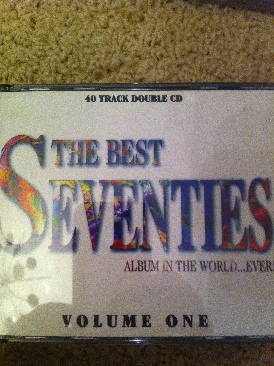 40 TRACK DOUBLE CD
THE BEST
SEVENTIES
ALBUM IN THE WORLD...EVER!
VOLUME ONE